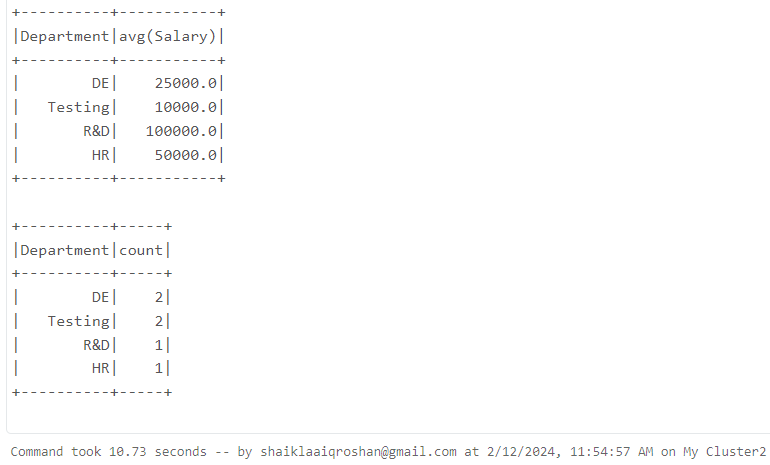 +----------+-----------+
|Department|avg(Salary)|
+----------+-----------+
|        DE|    25000.0|
|   Testing|    10000.0|
|       R&D|   100000.0|
|        HR|    50000.0|
+----------+-----------+
+----------+-----+
|Department|count|
+----------+-----+
|        DE|    2|
|   Testing|    2|
|       R&D|    1|
|        HR|    1|
+----------+-----+
Command took 10.73 seconds -- by shaiklaaiqroshan@gmail.com at 2/12/2024, 11:54:57 AM on My Cluster2